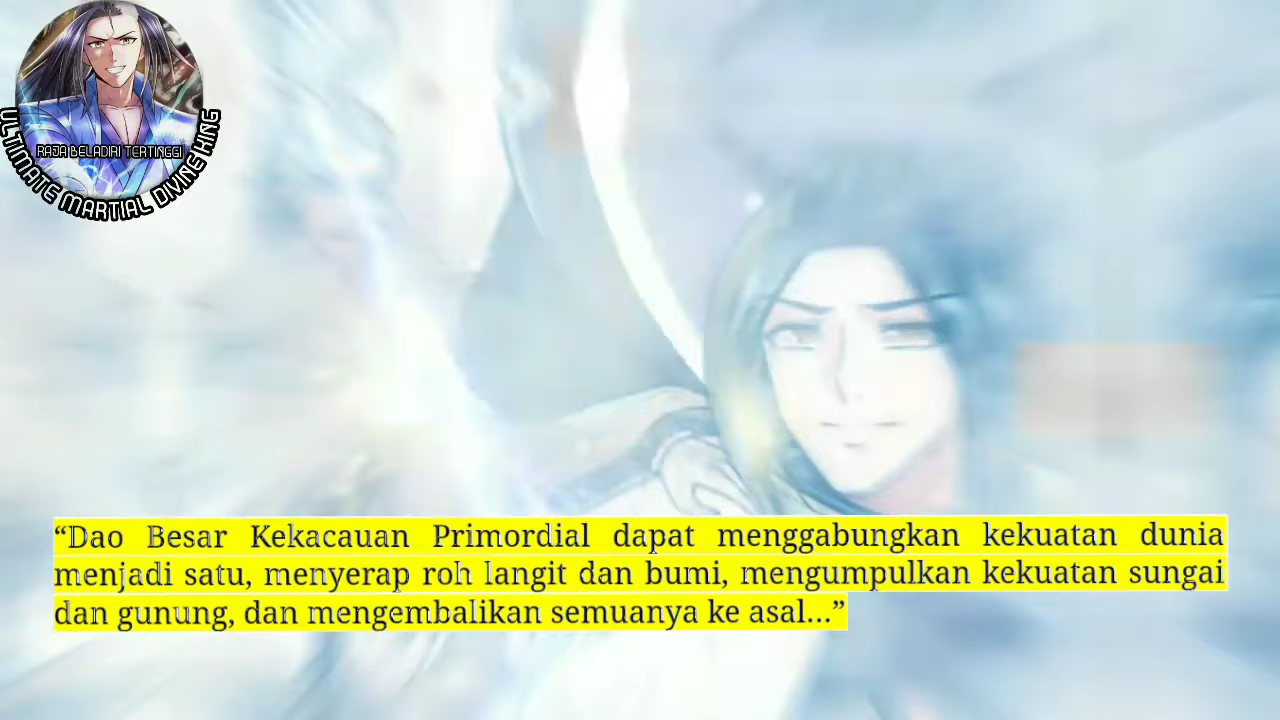 RAJA BELADIRI TERTINGGI
ULTIMATE MARTIAL DIVINE KING
“Dao Besar Kekacauan Primordial dapat menggabungkan kekuatan dunia
menjadi satu, menyerap roh langit dan bumi, mengumpulkan kekuatan sungai
dan gunung, dan mengembalikan semuanya ke asal...”